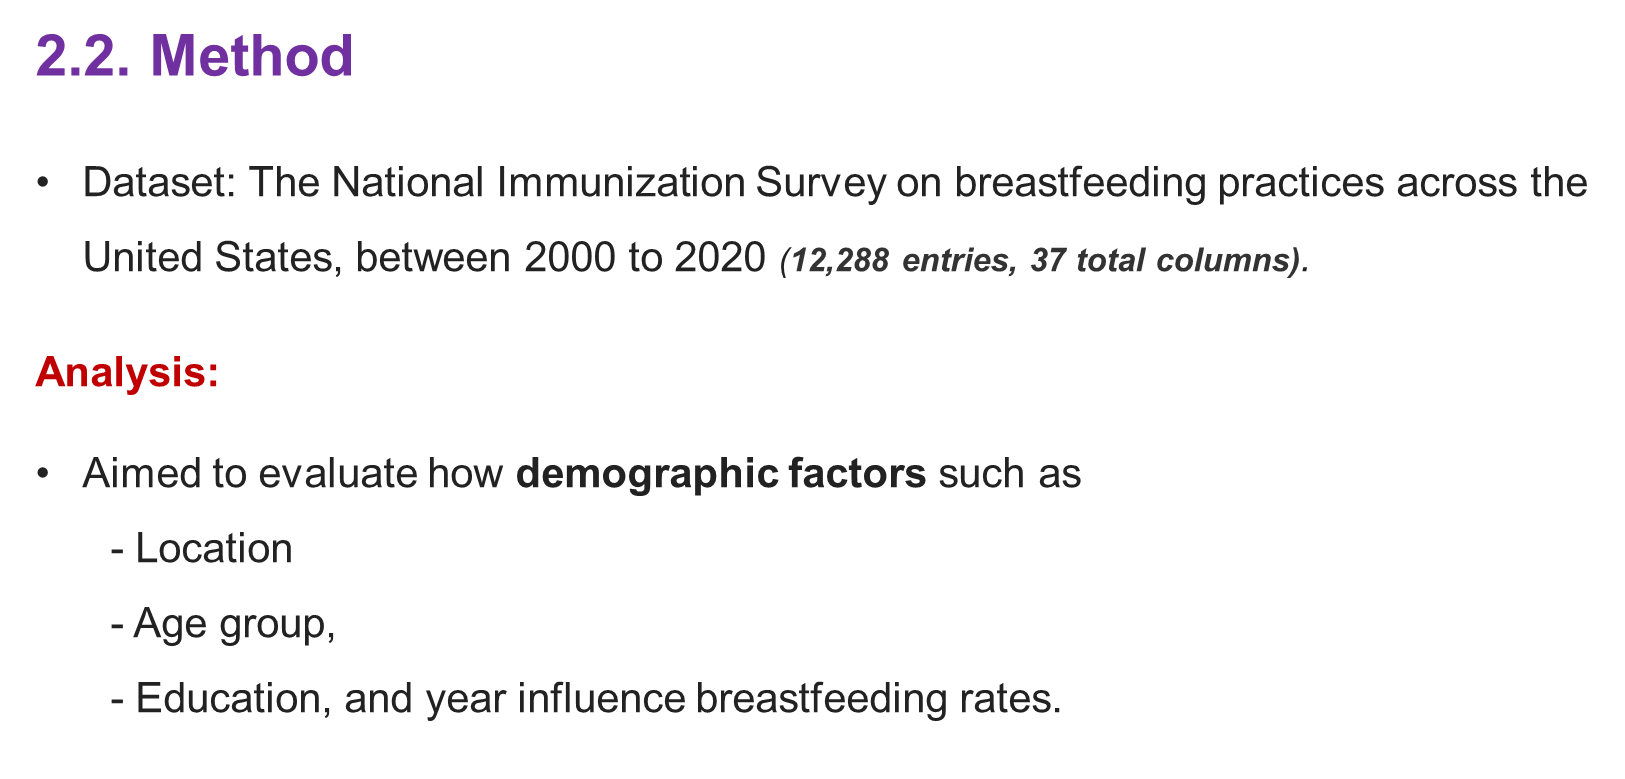 2.2. Method
• Dataset: The National Immunization Survey on breastfeeding practices across the
United States, between 2000 to 2020 (12,288 entries, 37 total columns).
Analysis:
• Aimed to evaluate how demographic factors such as
- Location
- Age group,
- Education, and year influence breastfeeding rates.